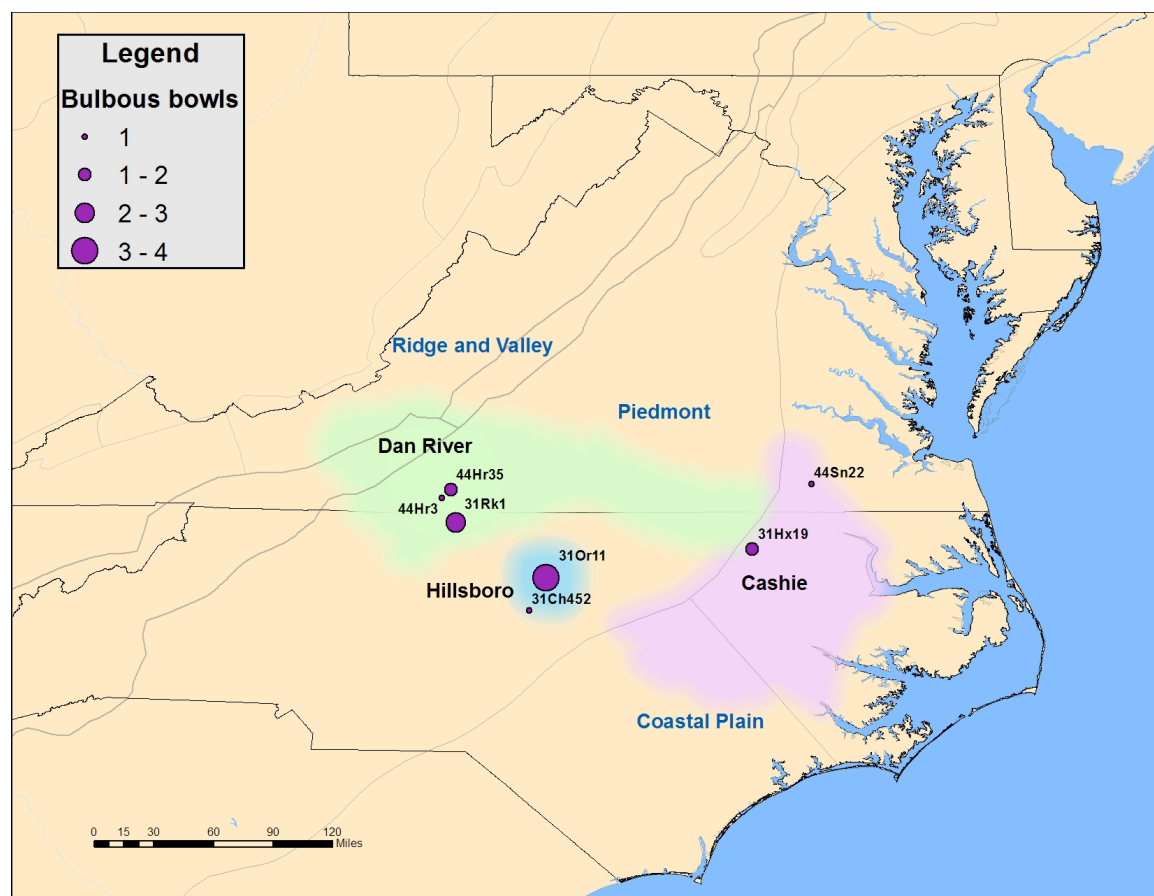 Legend
Bulbous bowls
1
1 - 2
2 - 3
3 - 4
Ridge and Valley
Piedmont
Dan River
44Hr35
44Hr3
31Rk1
44Sn22
31Hx19
31Or11
Hillsboro
31Ch452
Cashie
Coastal Plain
0 15 30 60 90 120
Miles